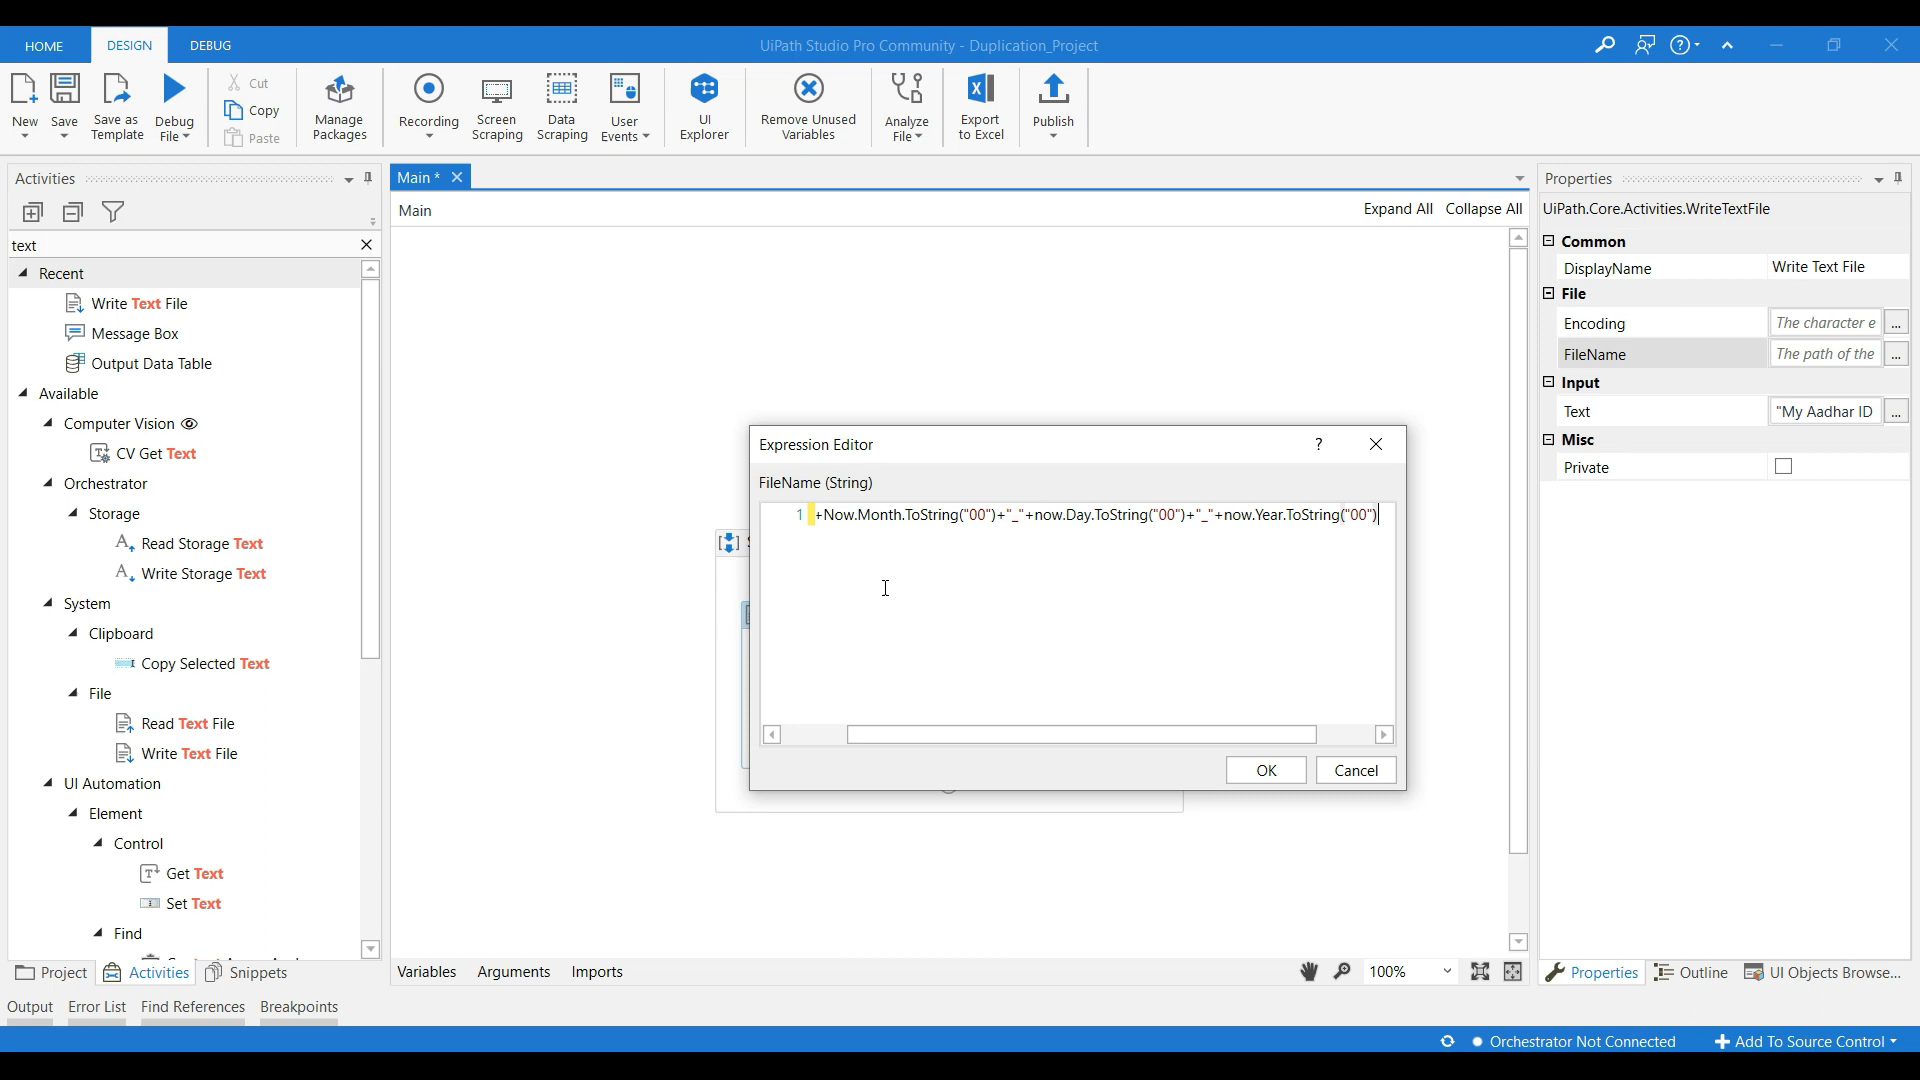 HOME
DESIGN
DEBUG
UiPath Studio Pro Community - Duplication_Project
New
Save
Save as Template
Debug File
Cut
Copy
Paste
Manage Packages
Recording
Screen Scraping
Data Scraping
User Events
UI Explorer
Remove Unused Variables
Analyze File
Export to Excel
Publish
Activities
text
Recent
Write Text File
Message Box
Output Data Table
Available
Computer Vision
CV Get Text
Orchestrator
Storage
Read Storage Text
Write Storage Text
System
Clipboard
Copy Selected Text
File
Read Text File
Write Text File
UI Automation
Element
Control
Get Text
Set Text
Find
Project
Activities
Snippets
Main *
Main
Expand All
Collapse All
Expression Editor
?
FileName (String)
1 +Now.Month.ToString("00")+"_"+now.Day.ToString("00")+"_"+now.Year.ToString("00")
OK
Cancel
Variables
Arguments
Imports
100%
Properties
UiPath.Core.Activities.WriteTextFile
Common
DisplayName Write Text File
File
Encoding The character e ...
FileName The path of the ...
Input
Text "My Aadhar ID ...
Misc
Private
Properties
Outline
UI Objects Browse...
Output
Error List
Find References
Breakpoints
Orchestrator Not Connected
Add To Source Control